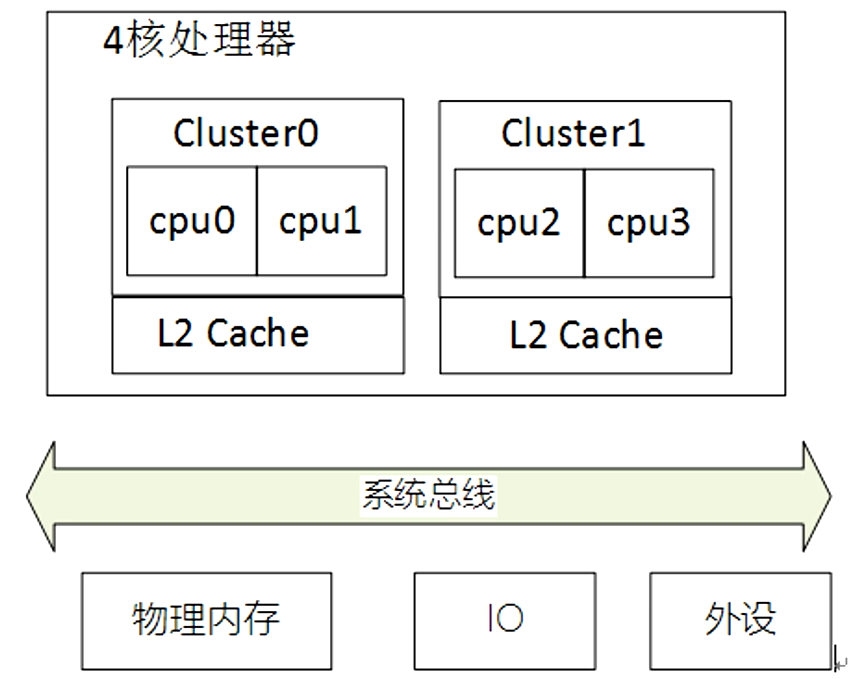 4核处理器
Cluster0
Cluster1
cpu0
cpu1
cpu2
cpu3
L2 Cache
L2 Cache
系统总线
物理内存
IO
外设